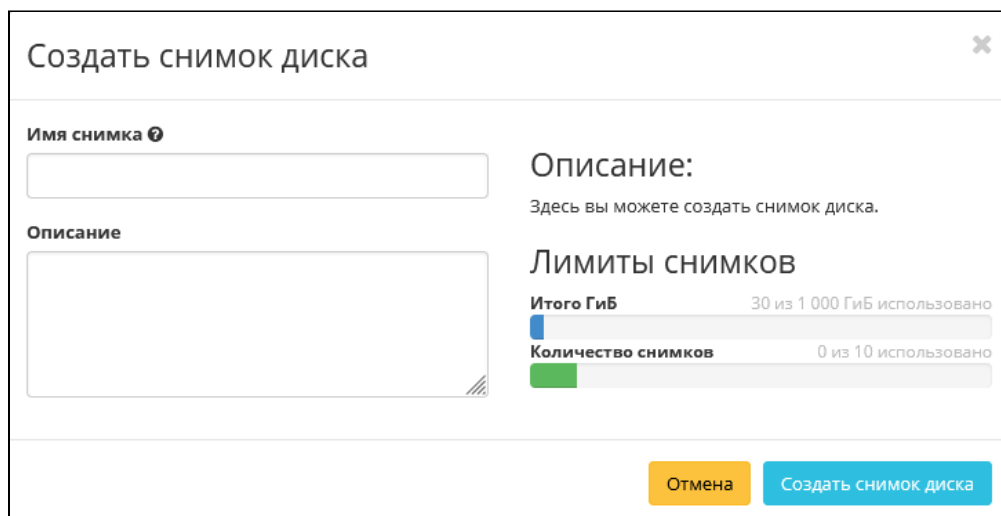 Создать снимок диска
Имя снимка
Описание
Описание:
Здесь вы можете создать снимок диска.
Лимиты снимков
Итого ГиБ 30 из 1 000 ГиБ использовано
Количество снимков 0 из 10 использовано
Отмена Создать снимок диска